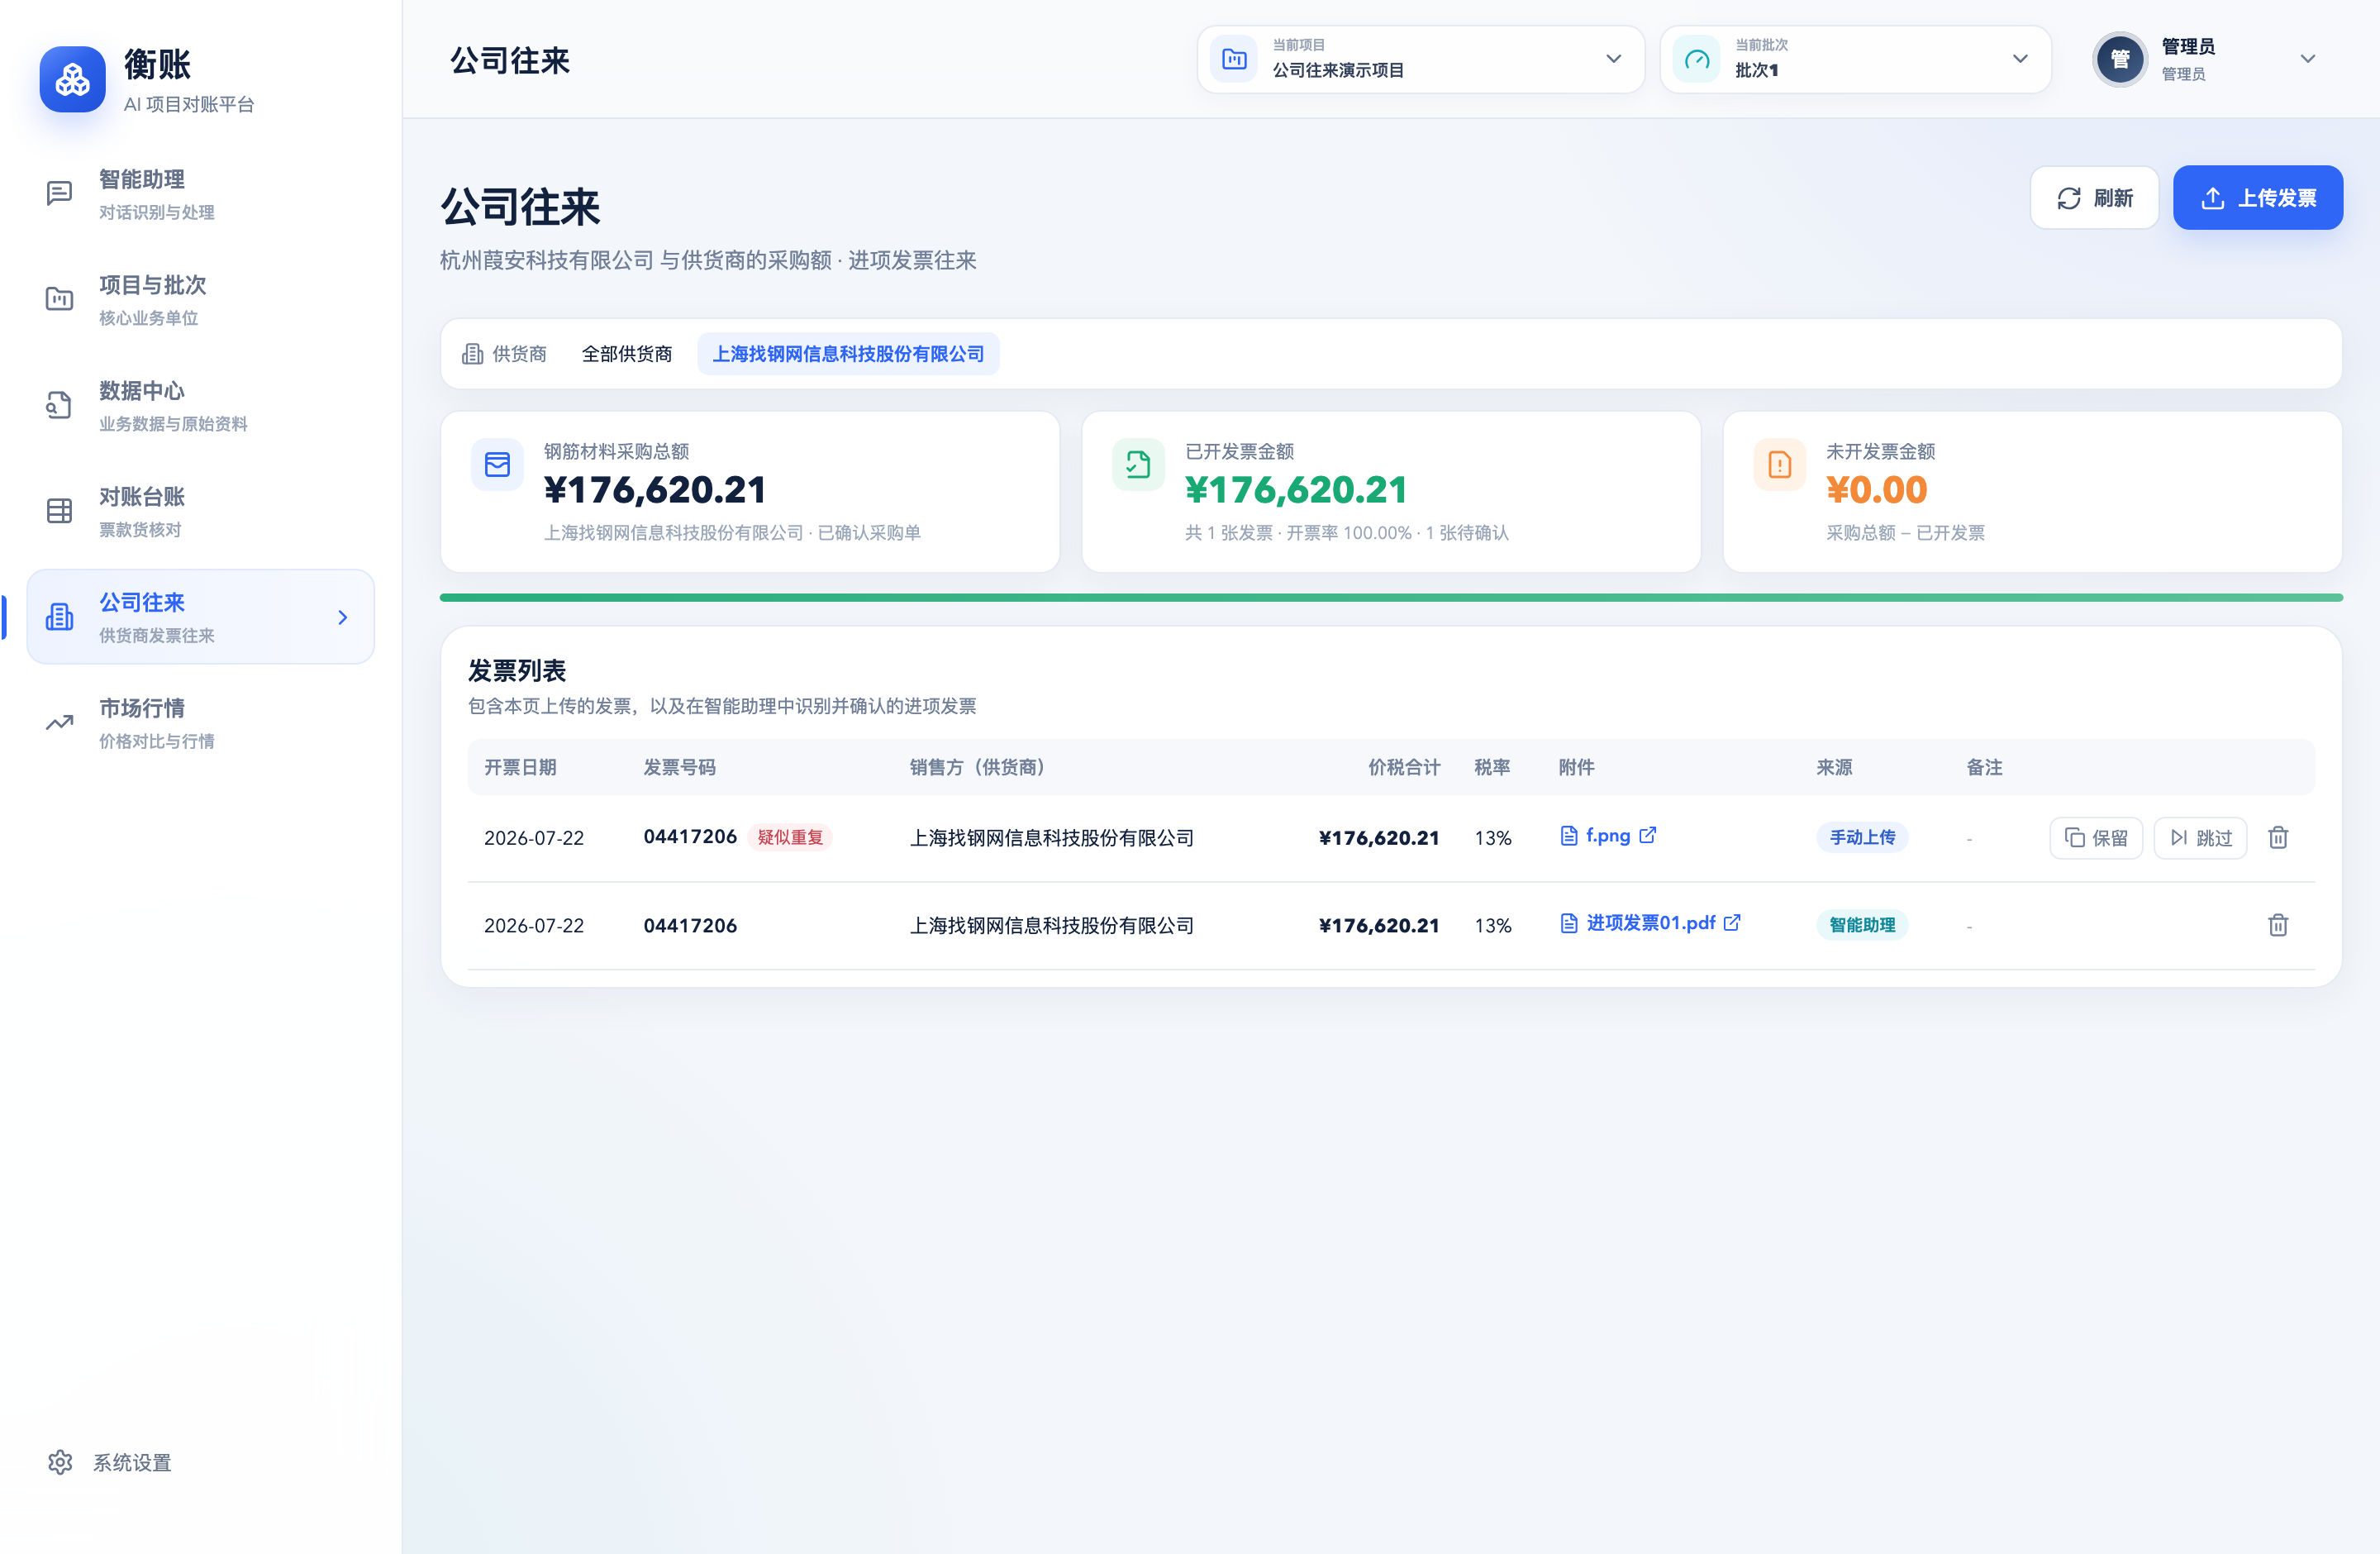 衡账
AI 项目对账平台
智能助理
对话识别与处理
项目与批次
核心业务单位
数据中心
业务数据与原始资料
对账台账
票款货核对
公司往来
供货商发票往来
市场行情
价格对比与行情
系统设置
公司往来
当前项目
公司往来演示项目
当前批次
批次1
管
管理员
管理员
公司往来
杭州葭安科技有限公司 与供货商的采购额 · 进项发票往来
刷新
上传发票
供货商 全部供货商 上海找钢网信息科技股份有限公司
钢筋材料采购总额
¥176,620.21
上海找钢网信息科技股份有限公司 · 已确认采购单
已开发票金额
¥176,620.21
共 1 张发票 · 开票率 100.00% · 1 张待确认
未开发票金额
¥0.00
采购总额 – 已开发票
发票列表
包含本页上传的发票，以及在智能助理中识别并确认的进项发票
开票日期 发票号码 销售方（供货商） 价税合计 税率 附件 来源 备注
2026-07-22 04417206 疑似重复 上海找钢网信息科技股份有限公司 ¥176,620.21 13% f.png 手动上传 - 保留 跳过
2026-07-22 04417206 上海找钢网信息科技股份有限公司 ¥176,620.21 13% 进项发票01.pdf 智能助理 -